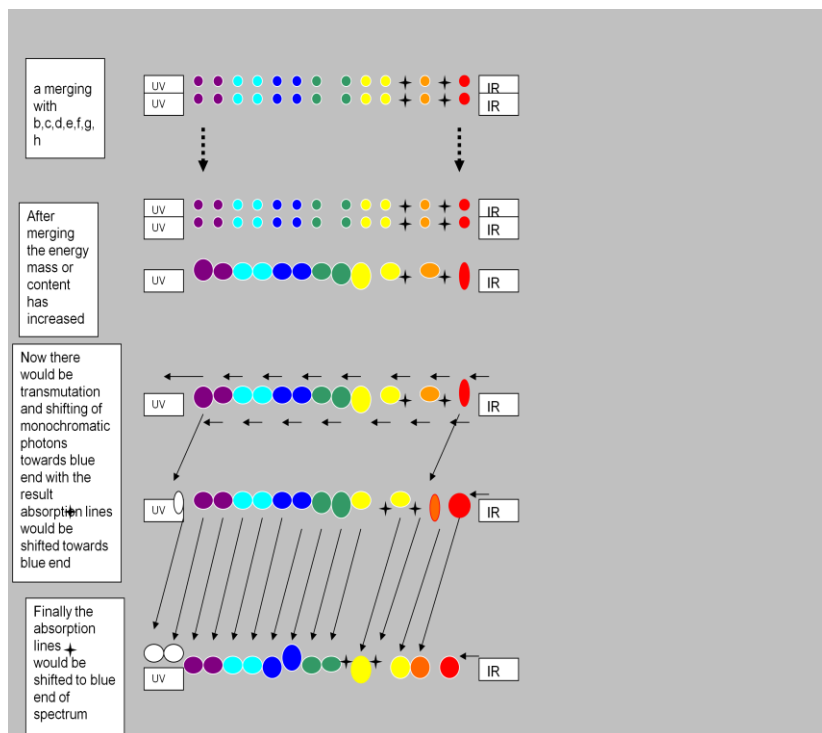 a merging
with
b,c,d,e,f,g,
h
UV
UV
IR
IR
After
merging
the energy
mass or
content
has
increased
UV
UV
IR
IR
UV
IR
Now there
would be
transmutation
and shifting of
monochromatic
photons
towards blue
end with the
result
absorption lines
would be
shifted towards
blue end
UV
IR
UV
IR
Finally the
absorption
lines
would be
shifted to blue
end of
spectrum
UV
IR